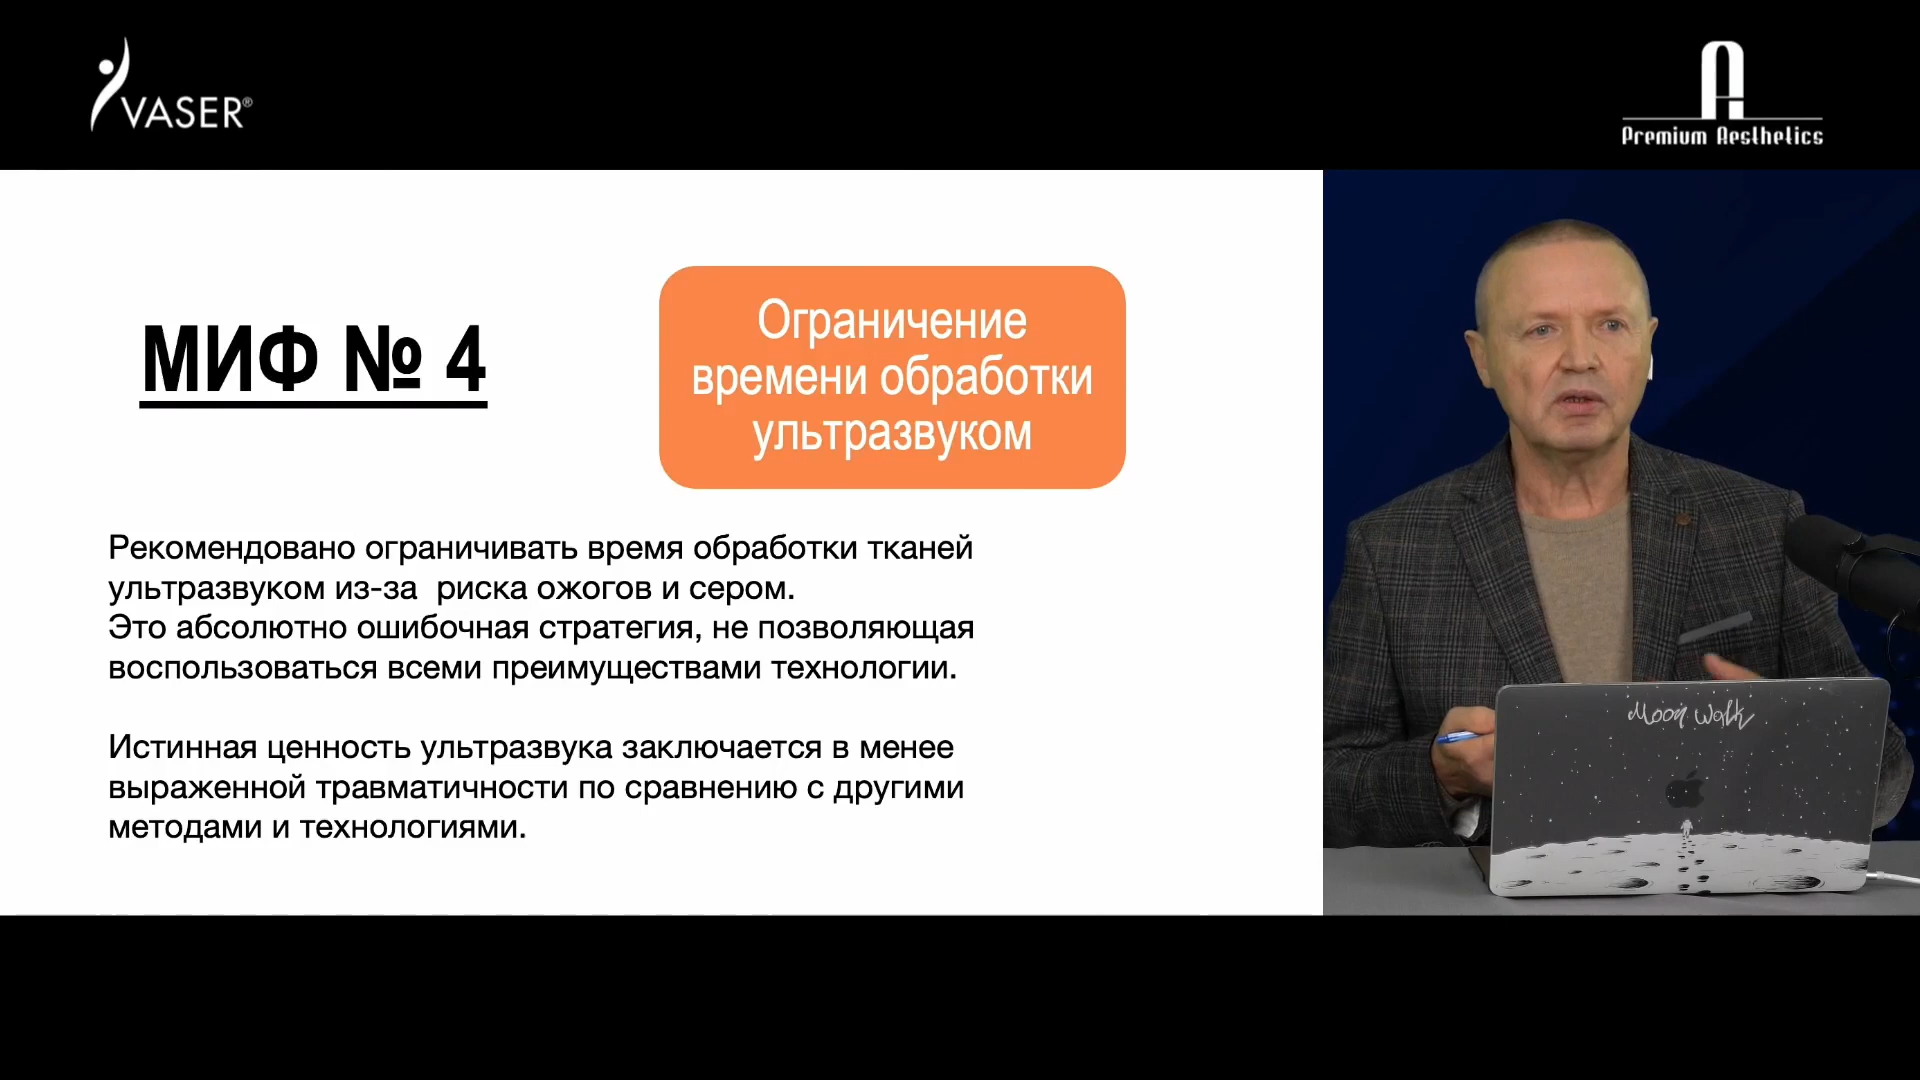 VASER®
Premium Aesthetics
МИФ № 4
Ограничение
времени обработки
ультразвуком
Рекомендовано ограничивать время обработки тканей
ультразвуком из-за  риска ожогов и сером.
Это абсолютно ошибочная стратегия, не позволяющая
воспользоваться всеми преимуществами технологии.
Истинная ценность ультразвука заключается в менее
выраженной травматичности по сравнению с другими
методами и технологиями.
Moon Walk